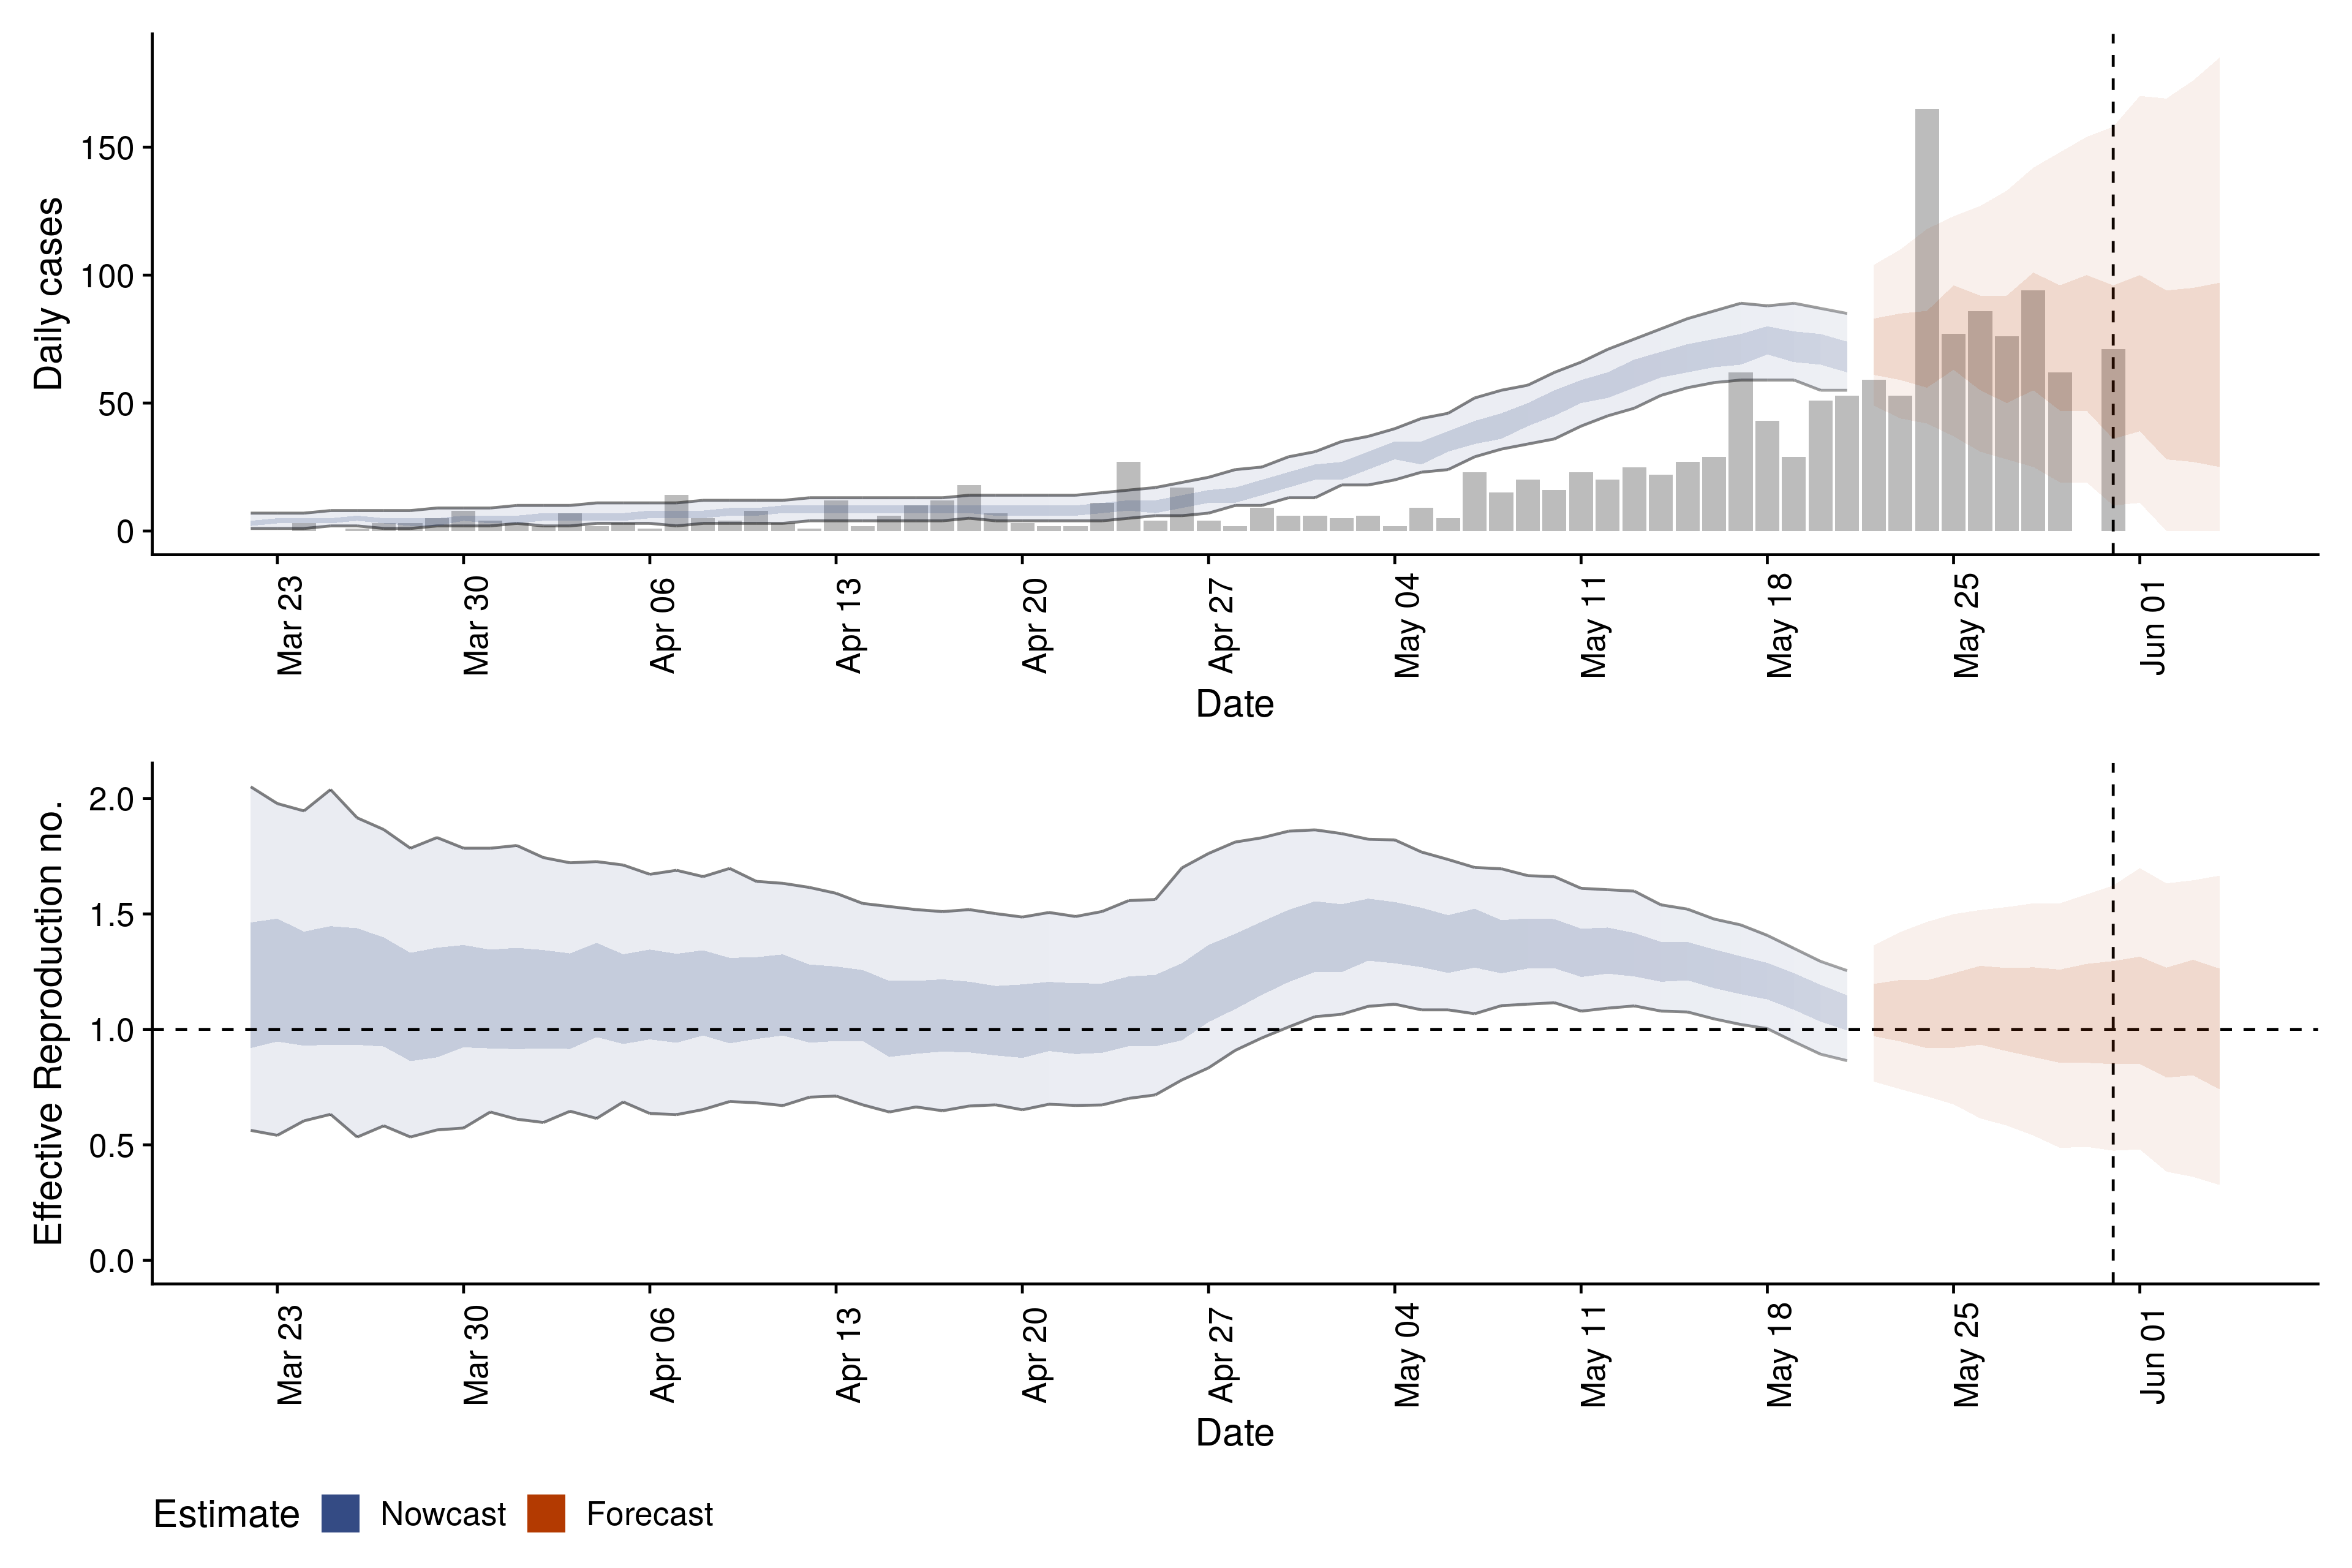 Daily cases
150
100
50
0
Mar 23
Mar 30
Apr 06
Apr 13
Apr 20
Apr 27
May 04
May 11
May 18
May 25
Jun 01
Date
Effective Reproduction no.
2.0
1.5
1.0
0.5
0.0
Mar 23
Mar 30
Apr 06
Apr 13
Apr 20
Apr 27
May 04
May 11
May 18
May 25
Jun 01
Date
Estimate Nowcast Forecast